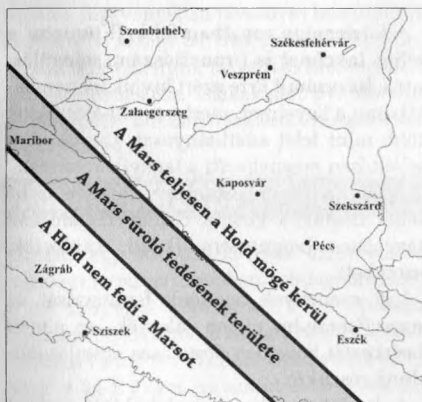 Szombathely
Székesfehérvár
Veszprém
Zalaegerszeg
Maribor
A Mars teljesen a Hold mögé kerül
Kaposvár
Szekszárd
A Mars súroló fedésének területe
Pécs
A Hold nem fedi a Marsot
Zágráb
Eszék
Sziszek